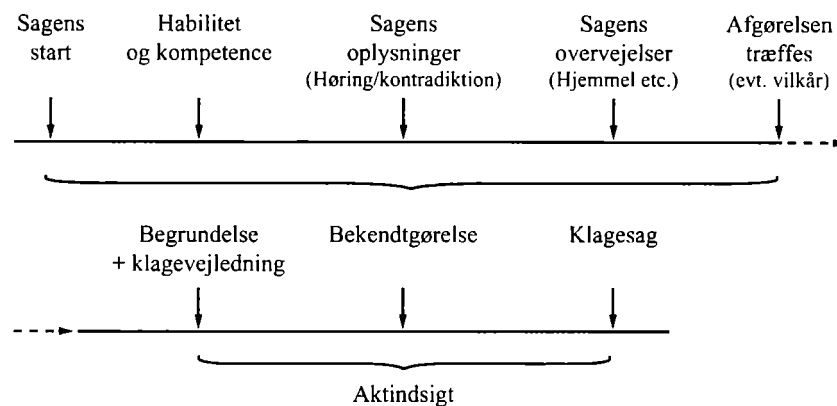 Sagens
start
Habilitet
og kompetence
Sagens
oplysninger
(Høring/kontradiktion)
Sagens
overvejelser
(Hjemmel etc.)
Afgørelsen
træffes
(evt. vilkår)
Begrundelse
+ klagevejledning
Bekendtgørelse
Klagesag
Aktindsigt